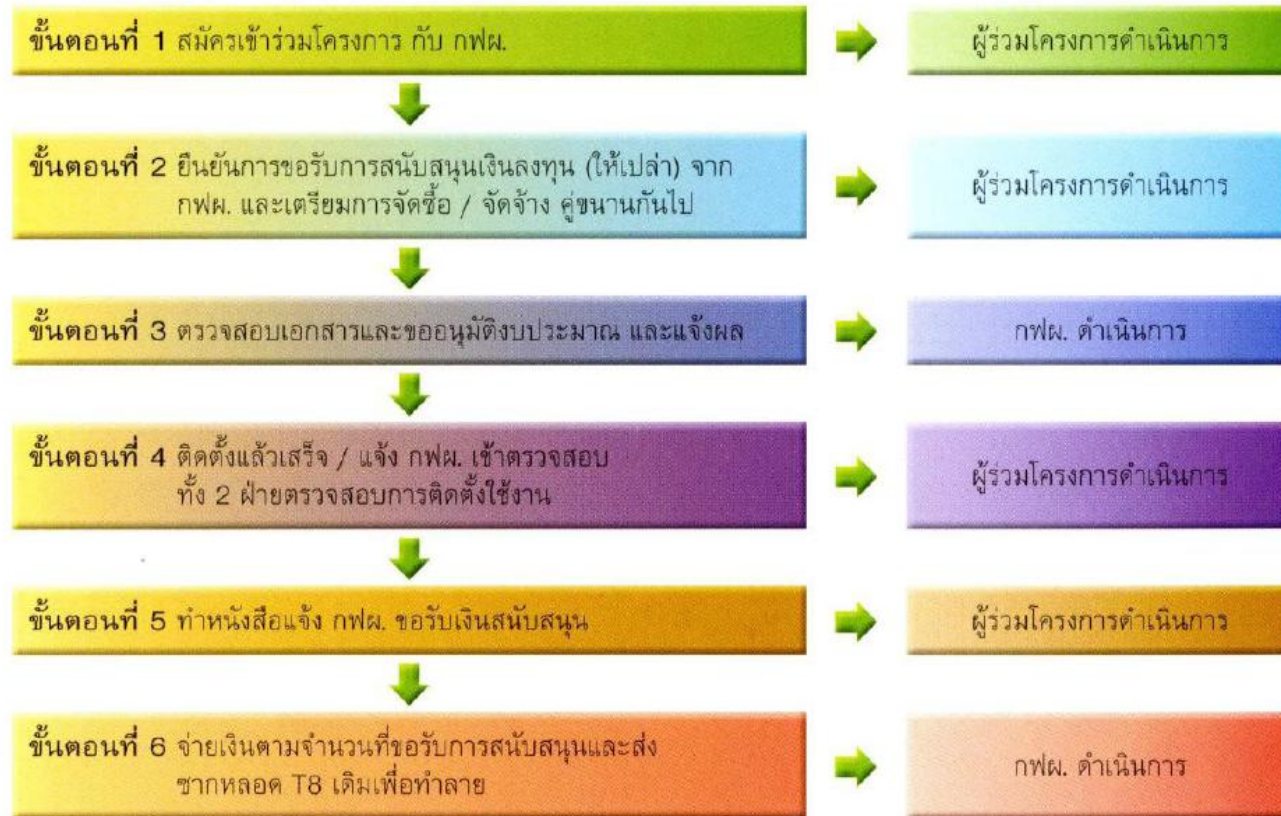 ขั้นตอนที่ 1 สมัครเข้าร่วมโครงการ กับ กฟผ.
ผู้ร่วมโครงการดำเนินการ
ขั้นตอนที่ 2 ยืนยันการขอรับการสนับสนุนเงินลงทุน (ให้เปล่า) จาก
กฟผ. และเตรียมการจัดซื้อ / จัดจ้าง คู่ขนานกันไป
ผู้ร่วมโครงการดำเนินการ
ขั้นตอนที่ 3 ตรวจสอบเอกสารและขออนุมัติงบประมาณ และแจ้งผล
กฟผ. ดำเนินการ
ขั้นตอนที่ 4 ติดตั้งแล้วเสร็จ / แจ้ง กฟผ. เข้าตรวจสอบ
ทั้ง 2 ฝ่ายตรวจสอบการติดตั้งใช้งาน
ผู้ร่วมโครงการดำเนินการ
ขั้นตอนที่ 5 ทำหนังสือแจ้ง กฟผ. ขอรับเงินสนับสนุน
ผู้ร่วมโครงการดำเนินการ
ขั้นตอนที่ 6 จ่ายเงินตามจำนวนที่ขอรับการสนับสนุนและส่ง
ซากหลอด T8 เดิมเพื่อทำลาย
กฟผ. ดำเนินการ